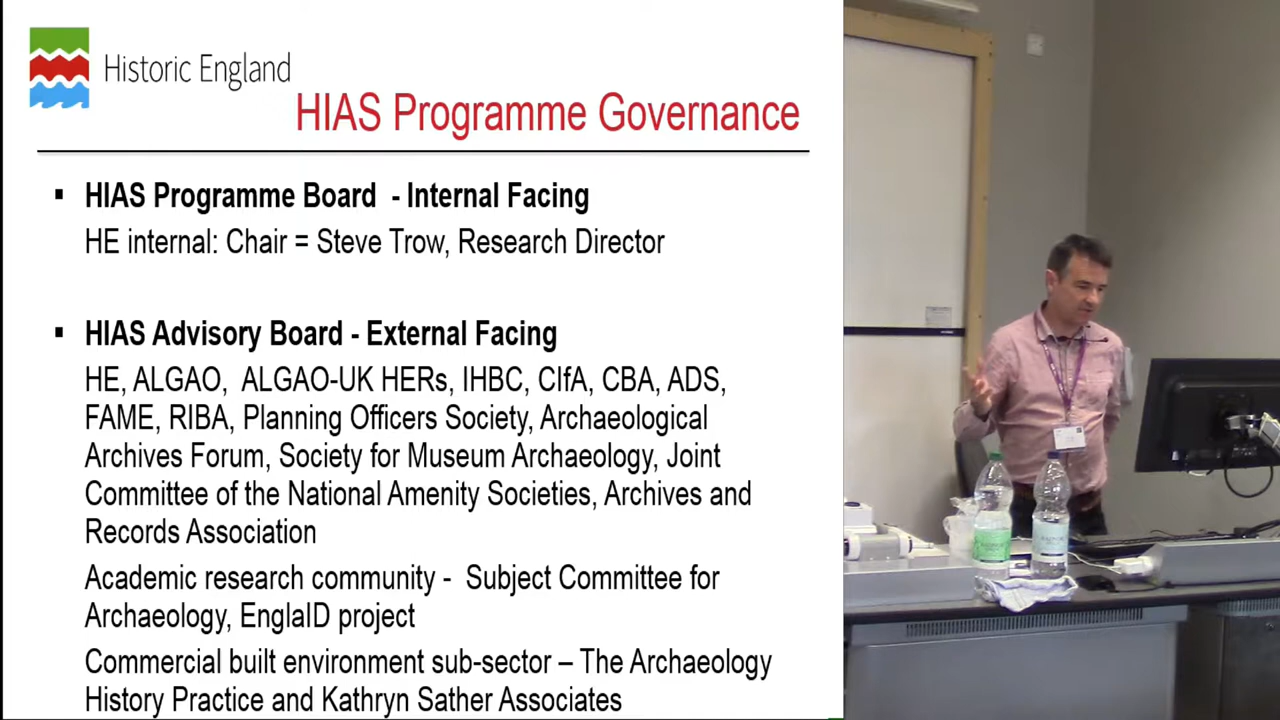 Historic England
HIAS Programme Governance
▪ HIAS Programme Board - Internal Facing
HE internal: Chair = Steve Trow, Research Director
▪ HIAS Advisory Board - External Facing
HE, ALGAO, ALGAO-UK HERs, IHBC, CIfA, CBA, ADS,
FAME, RIBA, Planning Officers Society, Archaeological
Archives Forum, Society for Museum Archaeology, Joint
Committee of the National Amenity Societies, Archives and
Records Association
Academic research community - Subject Committee for
Archaeology, EnglaID project
Commercial built environment sub-sector – The Archaeology
History Practice and Kathryn Sather Associates